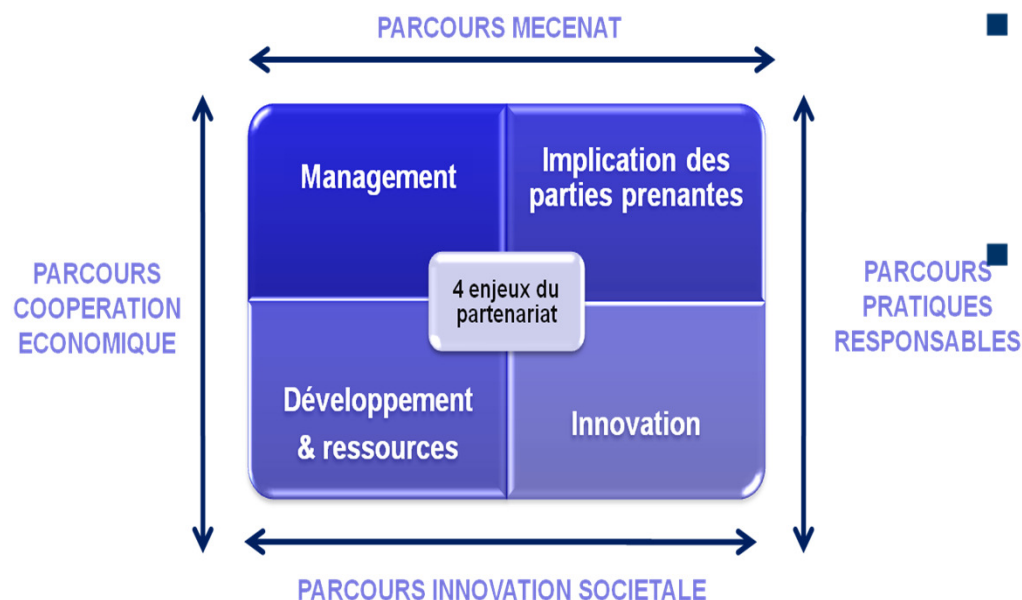 PARCOURS MECENAT
Management
Implication des
parties prenantes
PARCOURS
COOPERATION
ECONOMIQUE
4 enjeux du
partenariat
PARCOURS
PRATIQUES
RESPONSABLES
Développement
& ressources
Innovation
PARCOURS INNOVATION SOCIETALE